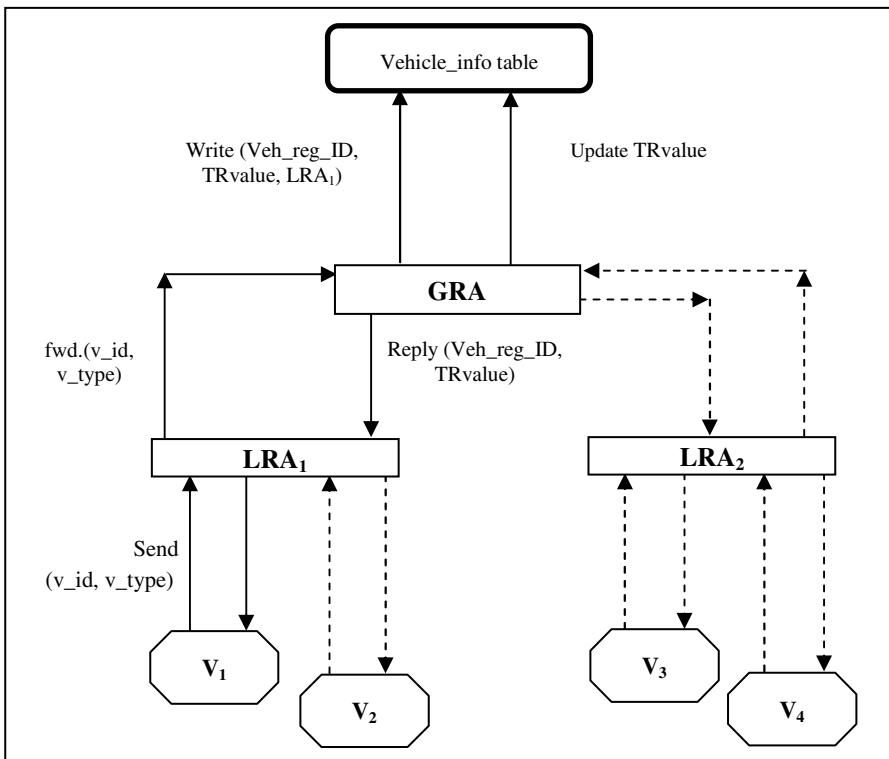 Vehicle_info table
Write (Veh_reg_ID,
TRvalue, LRA₁)
Update TRvalue
GRA
fwd.(v_id,
v_type)
Reply (Veh_reg_ID,
TRvalue)
LRA₁
LRA₂
Send
(v_id, v_type)
V₁
V₂
V₃
V₄